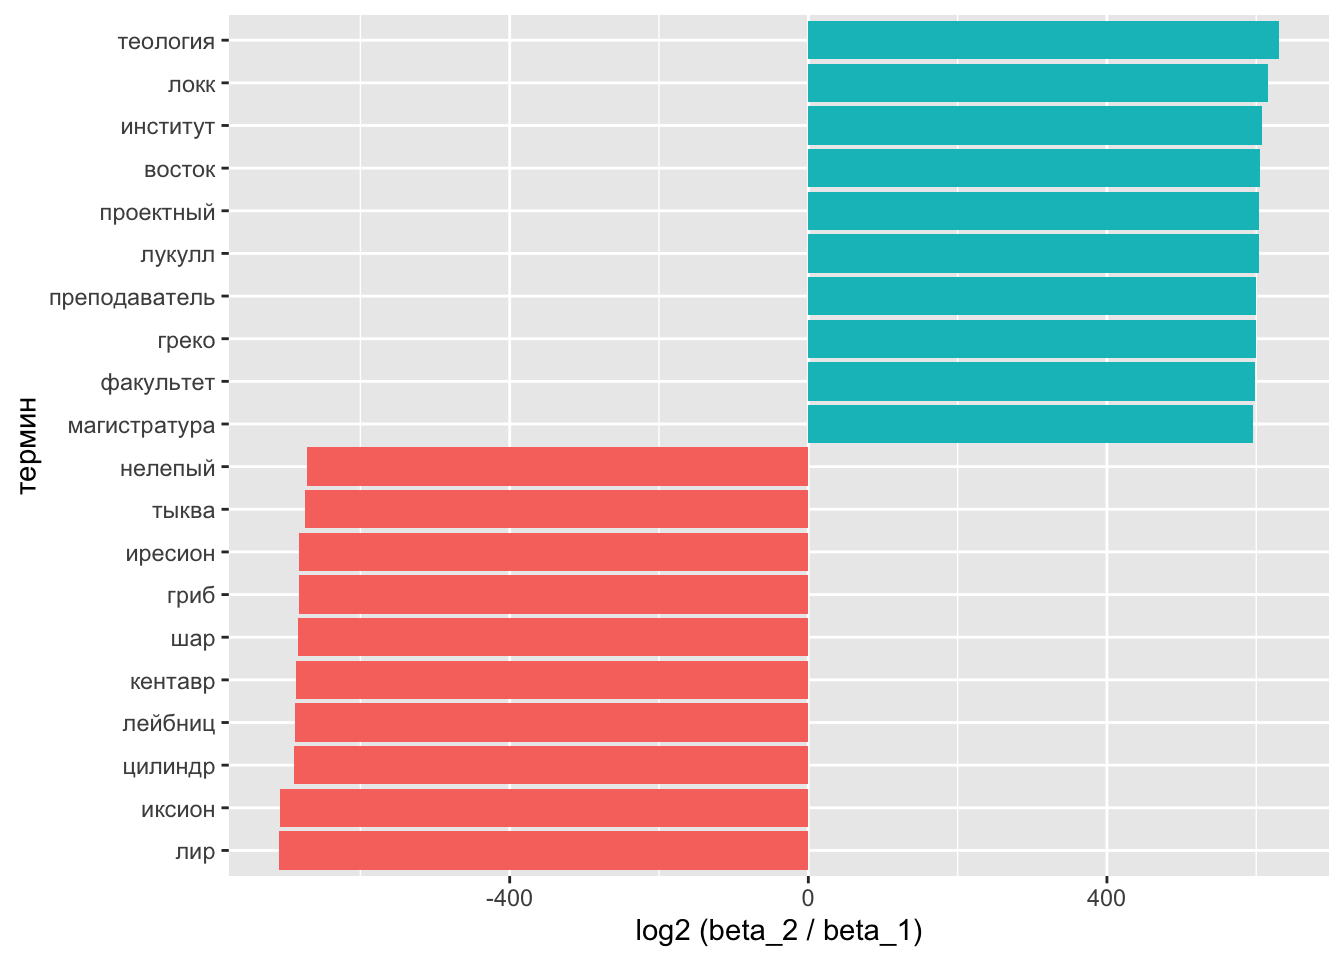 теология
локк
институт
восток
проектный
лукулл
преподаватель
греко
факультет
магистратура
нелепый
тыква
иресион
гриб
шар
кентавр
лейбниц
цилиндр
иксион
лир
термин
-400 0 400
log2 (beta_2 / beta_1)